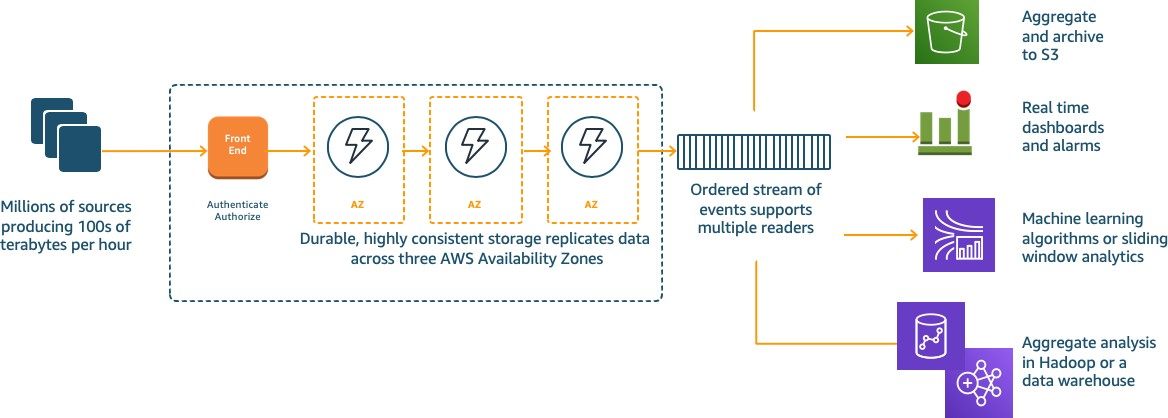 Millions of sources
producing 100s of
terabytes per hour
Front
End
Authenticate
Authorize
AZ
AZ
AZ
Durable, highly consistent storage replicates data
across three AWS Availability Zones
Ordered stream of
events supports
multiple readers
Aggregate
and archive
to S3
Real time
dashboards
and alarms
Machine learning
algorithms or sliding
window analytics
Aggregate analysis
in Hadoop or a
data warehouse